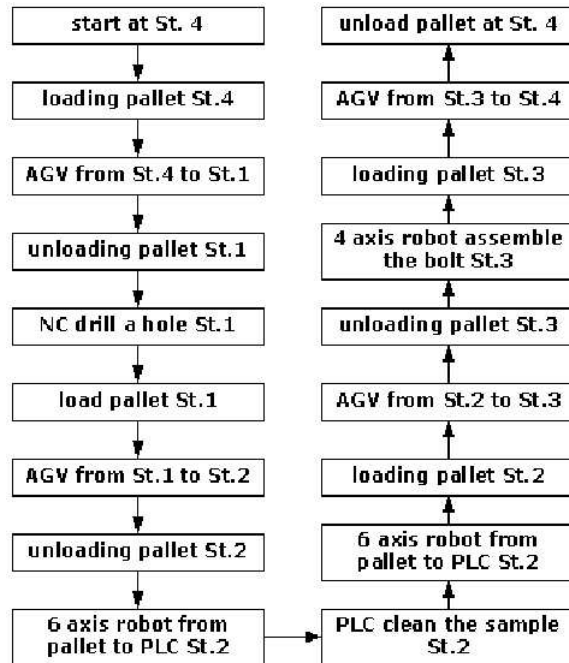 start at St. 4
loading pallet St.4
AGV from St.4 to St.1
unloading pallet St.1
NC drill a hole St.1
load pallet St.1
AGV from St.1 to St.2
unloading pallet St.2
6 axis robot from
pallet to PLC St.2
PLC clean the sample
St.2
6 axis robot from
pallet to PLC St.2
loading pallet St.2
AGV from St.2 to St.3
unloading pallet St.3
4 axis robot assemble
the bolt St.3
loading pallet St.3
AGV from St.3 to St.4
unload pallet at St. 4